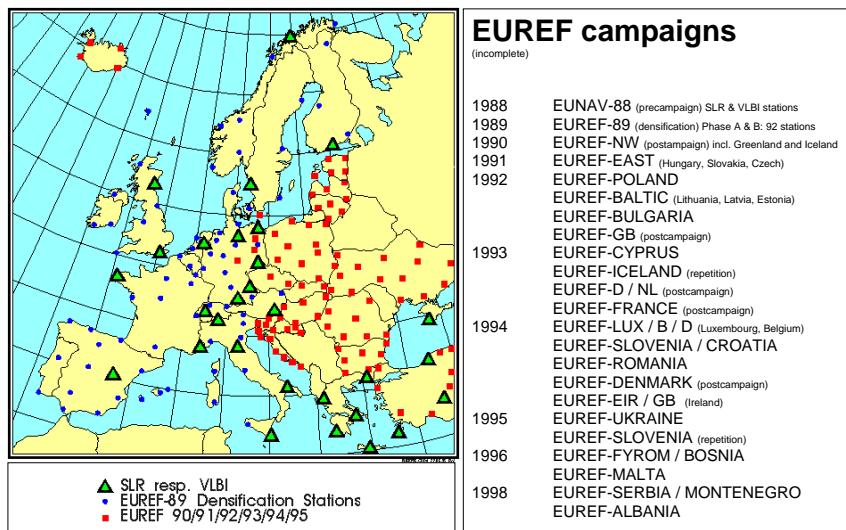 EUREF campaigns
(incomplete)
1988 EUNAV-88 (precampaign) SLR & VLBI stations
1989 EUREF-89 (densification) Phase A & B: 92 stations
1990 EUREF-NW (postcampaign) incl. Greenland and Iceland
1991 EUREF-EAST (Hungary, Slovakia, Czech)
1992 EUREF-POLAND
EUREF-BALTIC (Lithuania, Latvia, Estonia)
EUREF-BULGARIA
EUREF-GB (postcampaign)
1993 EUREF-CYPRUS
EUREF-ICELAND (repetition)
EUREF-D / NL (postcampaign)
EUREF-FRANCE (postcampaign)
1994 EUREF-LUX / B / D (Luxembourg, Belgium)
EUREF-SLOVENIA / CROATIA
EUREF-ROMANIA
EUREF-DENMARK (postcampaign)
EUREF-EIR / GB (Ireland)
1995 EUREF-UKRAINE
EUREF-SLOVENIA (repetition)
1996 EUREF-FYROM / BOSNIA
EUREF-MALTA
1998 EUREF-SERBIA / MONTENEGRO
EUREF-ALBANIA
SLR resp. VLBI
EUREF-89 Densification Stations
EUREF 90/91/92/93/94/95